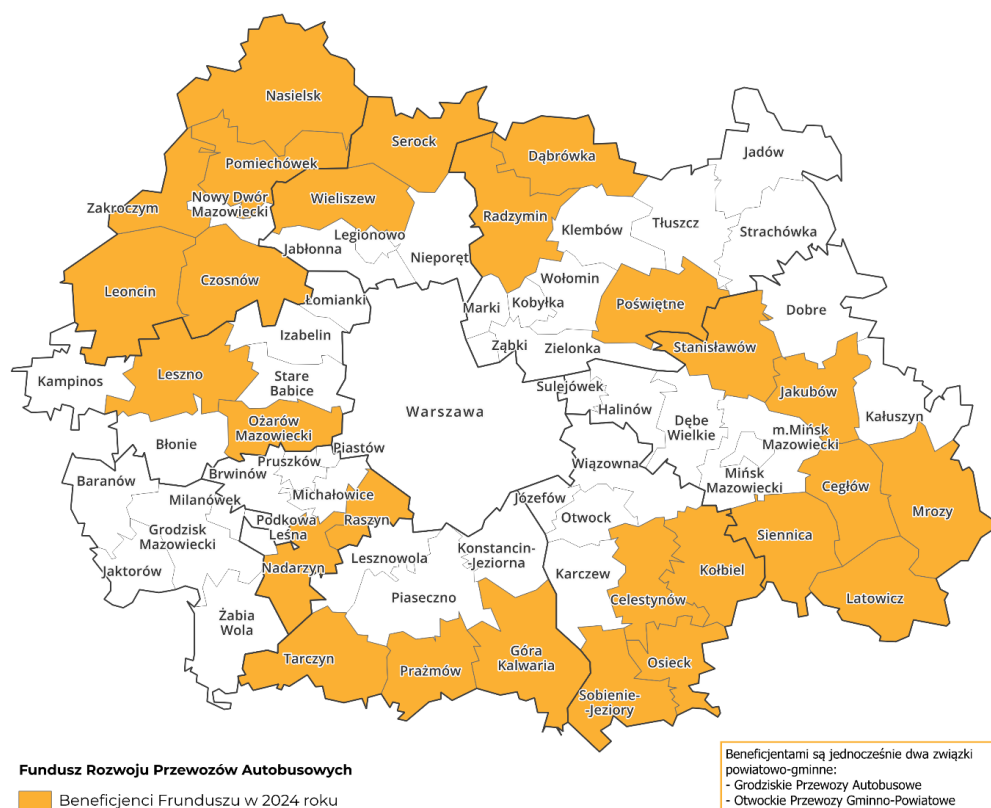 Nasielsk
Serock
Dąbrówka
Jadów
Pomiechówek
Nowy Dwór
Mazowiecki
Wieliszew
Zakroczym
Radzymin
Klembów
Tłuszcz
Strachówka
Legionowo
Jabłonna
Nieporęt
Leoncin
Czosnów
Wołomin
Łomianki
Marki
Kobyłka
Poświętne
Dobre
Izabelin
Ząbki
Zielonka
Stanisławów
Kampinos
Leszno
Stare
Babice
Sulejówek
Jakubów
Warszawa
Halinów
Kałuszyn
Ożarów
Mazowiecki
Dębe
Wielkie
m.Mińsk
Mazowiecki
Błonie
Piastów
Pruszków
Wiązowna
Baranów
Brwinów
Mińsk
Mazowiecki
Cegłów
Milanówek
Michałowice
Józefów
Mrozy
Podkowa
Leśna
Raszyn
Otwock
Siennica
Grodzisk
Mazowiecki
Lesznowola
Konstancin-
-Jeziorna
Jaktorów
Nadarzyn
Karczew
Kołbiel
Piaseczno
Celestynów
Latowicz
Żabia
Wola
Tarczyn
Prażmów
Góra
Kalwaria
Osieck
Sobienie-
-Jeziory
Fundusz Rozwoju Przewozów Autobusowych
Beneficjenci Frunduszu w 2024 roku
Beneficjentami są jednocześnie dwa związki
powiatowo-gminne:
- Grodziskie Przewozy Autobusowe
- Otwockie Przewozy Gminno-Powiatowe